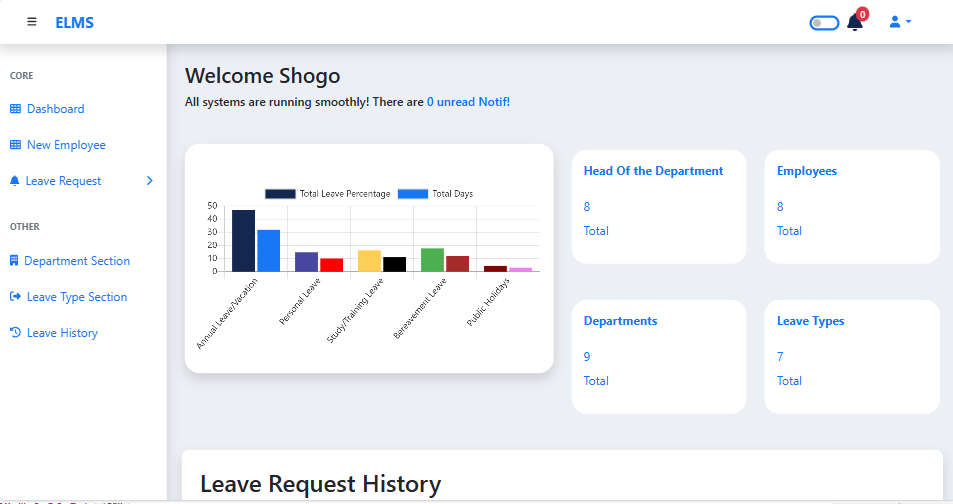 ELMS
0
CORE
Dashboard
New Employee
Leave Request
OTHER
Department Section
Leave Type Section
Leave History
Welcome Shogo
All systems are running smoothly! There are 0 unread Notif!
Total Leave Percentage
Total Days
50
40
30
20
10
0
Annual Leave/Vacation
Personal Leave
Study/Training Leave
Bereavement Leave
Public Holidays
Head Of the Department
8
Total
Employees
8
Total
Departments
9
Total
Leave Types
7
Total
Leave Request History